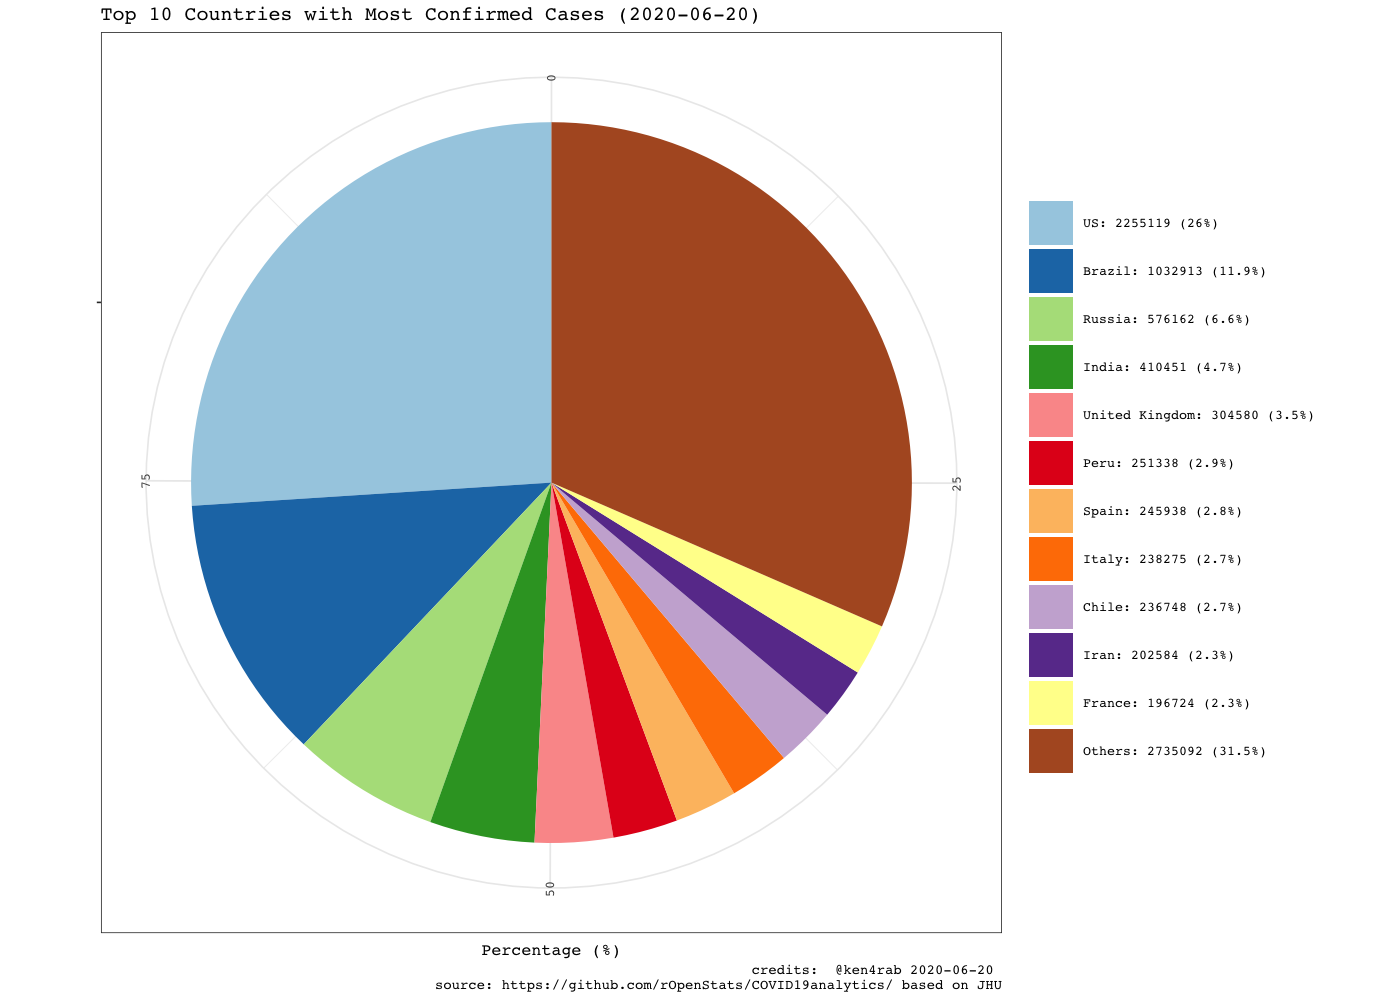 Top 10 Countries with Most Confirmed Cases (2020-06-20)
0
25
50
75
US: 2255119 (26%)
Brazil: 1032913 (11.9%)
Russia: 576162 (6.6%)
India: 410451 (4.7%)
United Kingdom: 304580 (3.5%)
Peru: 251338 (2.9%)
Spain: 245938 (2.8%)
Italy: 238275 (2.7%)
Chile: 236748 (2.7%)
Iran: 202584 (2.3%)
France: 196724 (2.3%)
Others: 2735092 (31.5%)
Percentage (%)
credits:  @ken4rab 2020-06-20
source: https://github.com/rOpenStats/COVID19analytics/ based on JHU